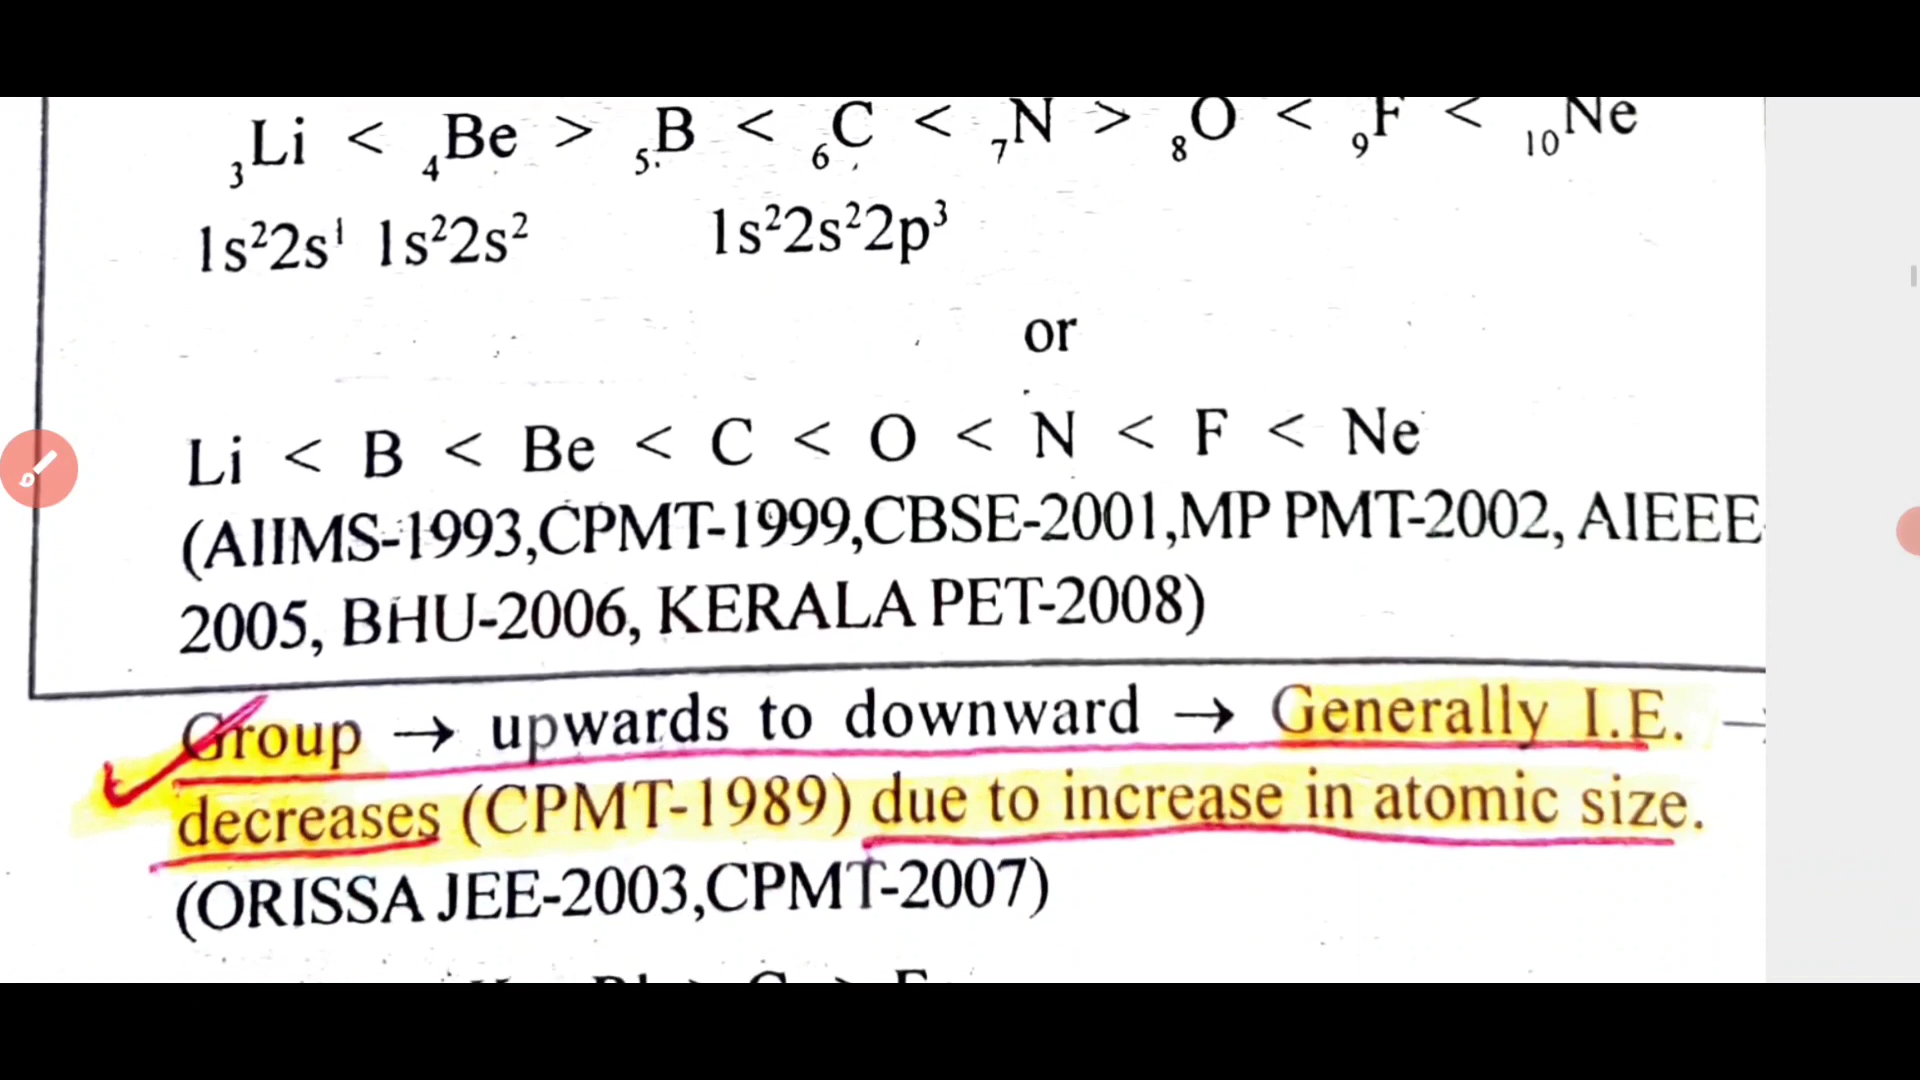 ₃Li < ₄Be > ₅B < ₆C < ₇N > ₈O < ₉F < ₁₀Ne
1s²2s¹ 1s²2s² 1s²2s²2p³
or
Li < B < Be < C < O < N < F < Ne
(AIIMS-1993,CPMT-1999,CBSE-2001,MP PMT-2002, AIEEE
2005, BHU-2006, KERALA PET-2008)
Group → upwards to downward → Generally I.E.
decreases (CPMT-1989) due to increase in atomic size.
(ORISSA JEE-2003,CPMT-2007)